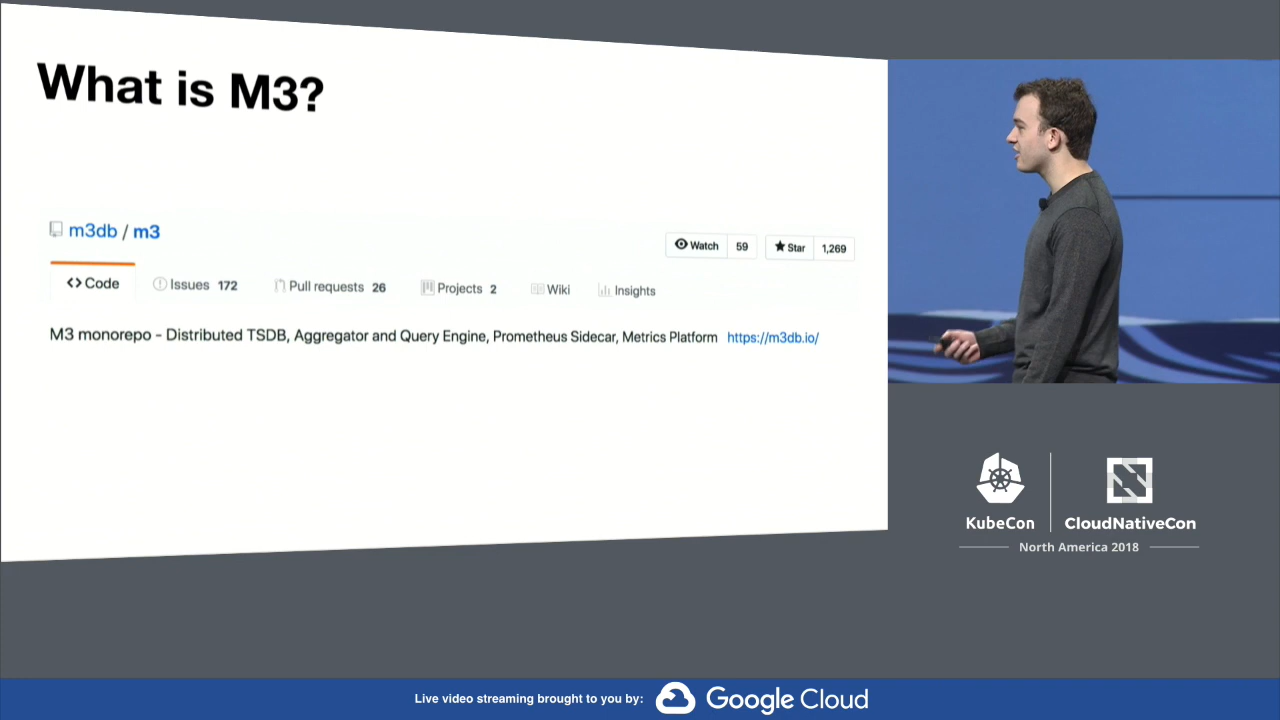 What is M3?
m3db / m3
Watch 59 Star 1,269
Code Issues 172 Pull requests 26 Projects 2 Wiki Insights
M3 monorepo - Distributed TSDB, Aggregator and Query Engine, Prometheus Sidecar, Metrics Platform https://m3db.io/
KubeCon CloudNativeCon
North America 2018
Live video streaming brought to you by: Google Cloud